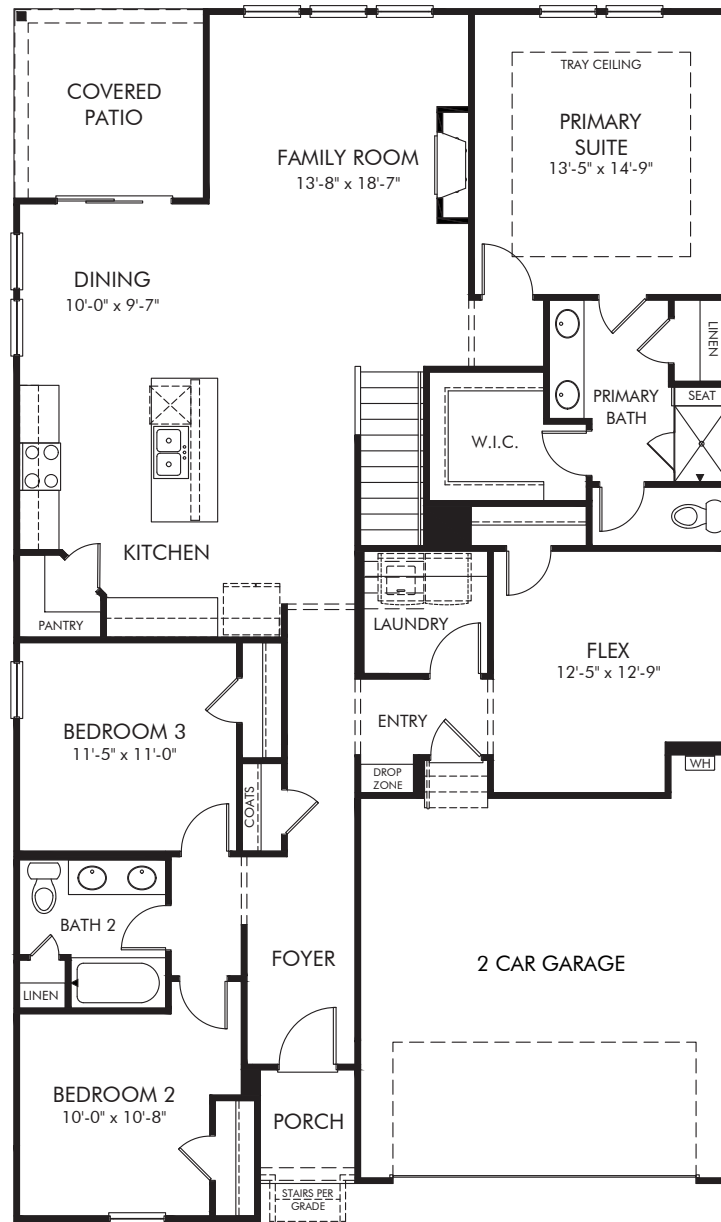 TRAY CEILING
COVERED
PATIO
PRIMARY
SUITE
13'-5" x 14'-9"
FAMILY ROOM
13'-8" x 18'-7"
DINING
10'-0" x 9'-7"
LINEN
SEAT
PRIMARY
BATH
W.I.C.
KITCHEN
PANTRY
LAUNDRY
FLEX
12'-5" x 12'-9"
ENTRY
BEDROOM 3
11'-5" x 11'-0"
WH
DROP
ZONE
COATS
BATH 2
FOYER
2 CAR GARAGE
LINEN
BEDROOM 2
10'-0" x 10'-8"
PORCH
STAIRS PER
GRADE